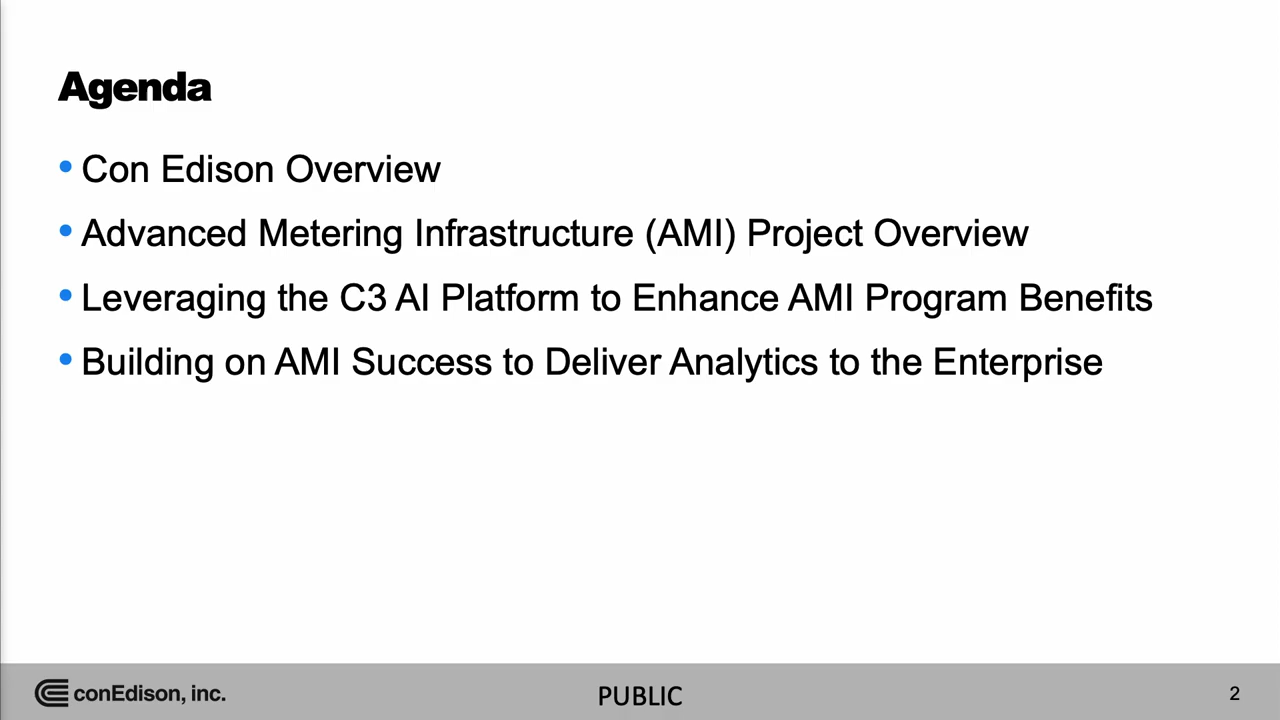 Agenda
• Con Edison Overview
• Advanced Metering Infrastructure (AMI) Project Overview
• Leveraging the C3 AI Platform to Enhance AMI Program Benefits
• Building on AMI Success to Deliver Analytics to the Enterprise
conEdison, inc.
PUBLIC
2